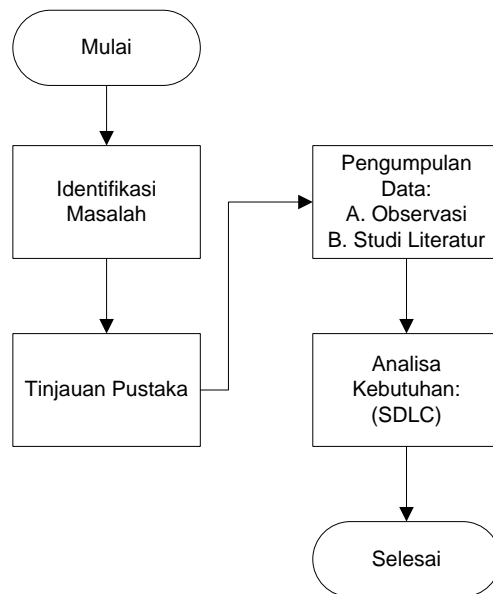 Mulai
Identifikasi
Masalah
Tinjauan Pustaka
Pengumpulan
Data:
A. Observasi
B. Studi Literatur
Analisa
Kebutuhan:
(SDLC)
Selesai